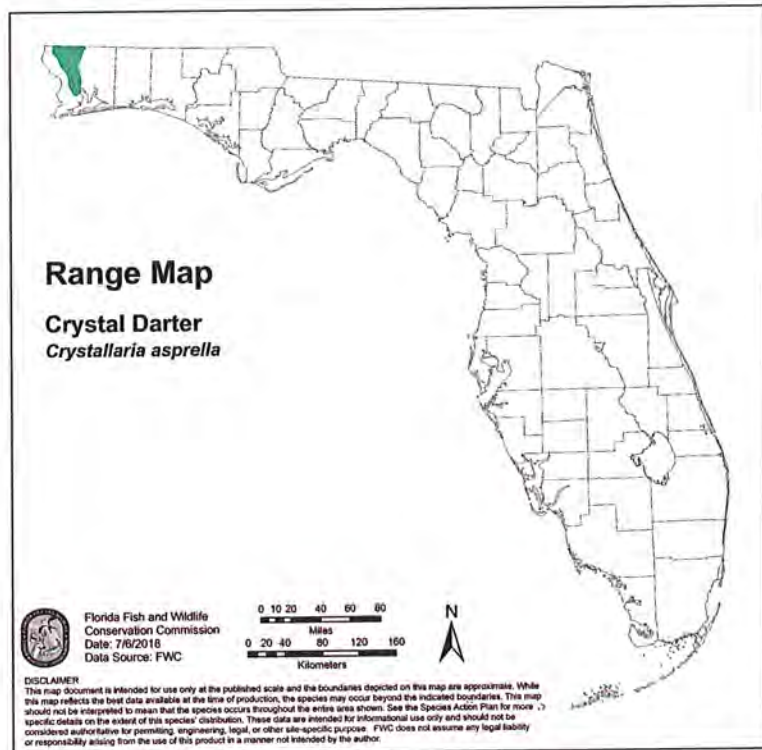 Range Map
Crystal Darter
Crystallaria asprella
Florida Fish and Wildlife
Conservation Commission
Date: 7/6/2018
Data Source: FWC
0 10 20 40 60 80
Miles
0 20 40 80 120 160
Kilometers
N
DISCLAIMER
This map document is intended for use only at the published scale and the boundaries depicted on this map are approximate. While
this map reflects the best data available at the time of production, the species may occur beyond the indicated boundaries. This map
should not be interpreted to mean that the species occurs throughout the entire area shown. See the Species Action Plan for more
specific details on the extent of this species' distribution. These data are intended for informational use only and should not be
considered authoritative for permitting, engineering, legal, or other site-specific purpose. FWC does not assume any legal liability
or responsibility arising from the use of this product in a manner not intended by the author.